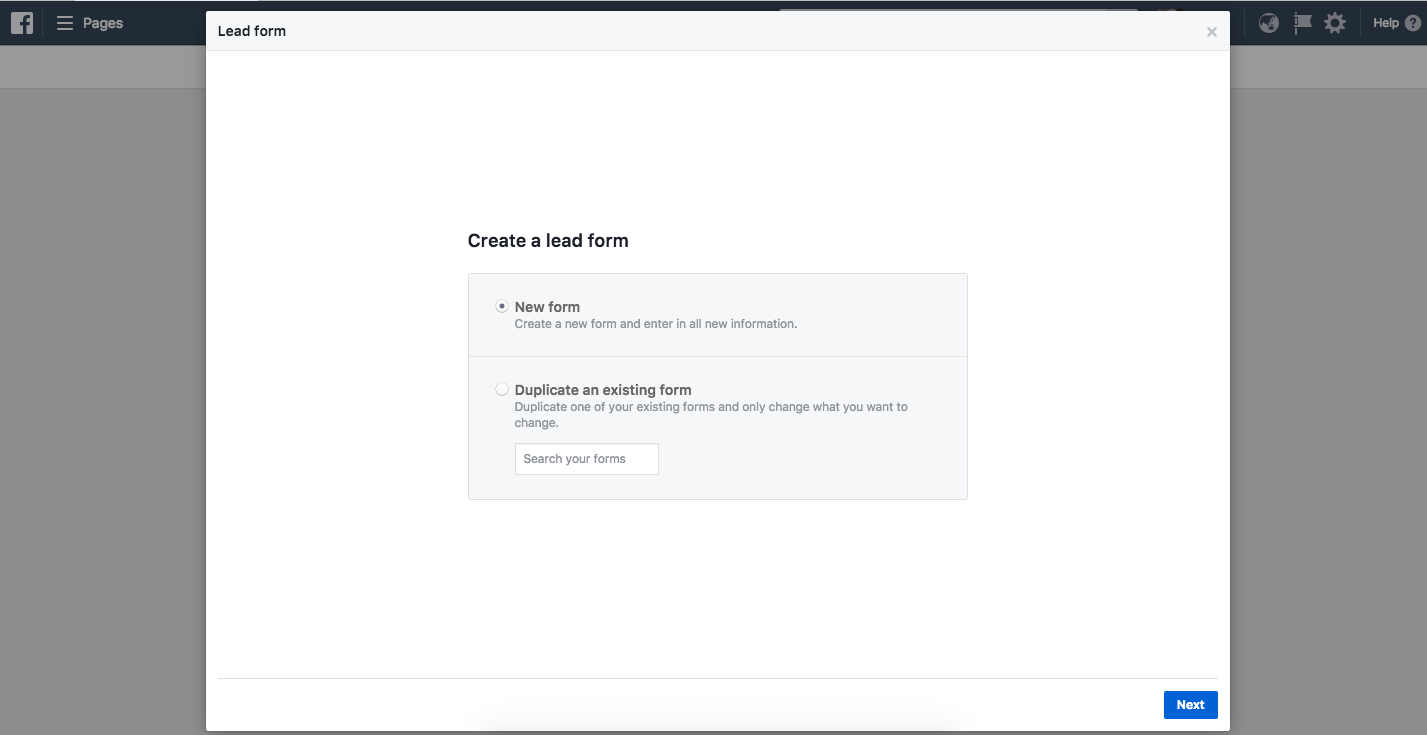 Pages
Help ?
Lead form
Create a lead form
New form
Create a new form and enter in all new information.
Duplicate an existing form
Duplicate one of your existing forms and only change what you want to
change.
Search your forms
Next